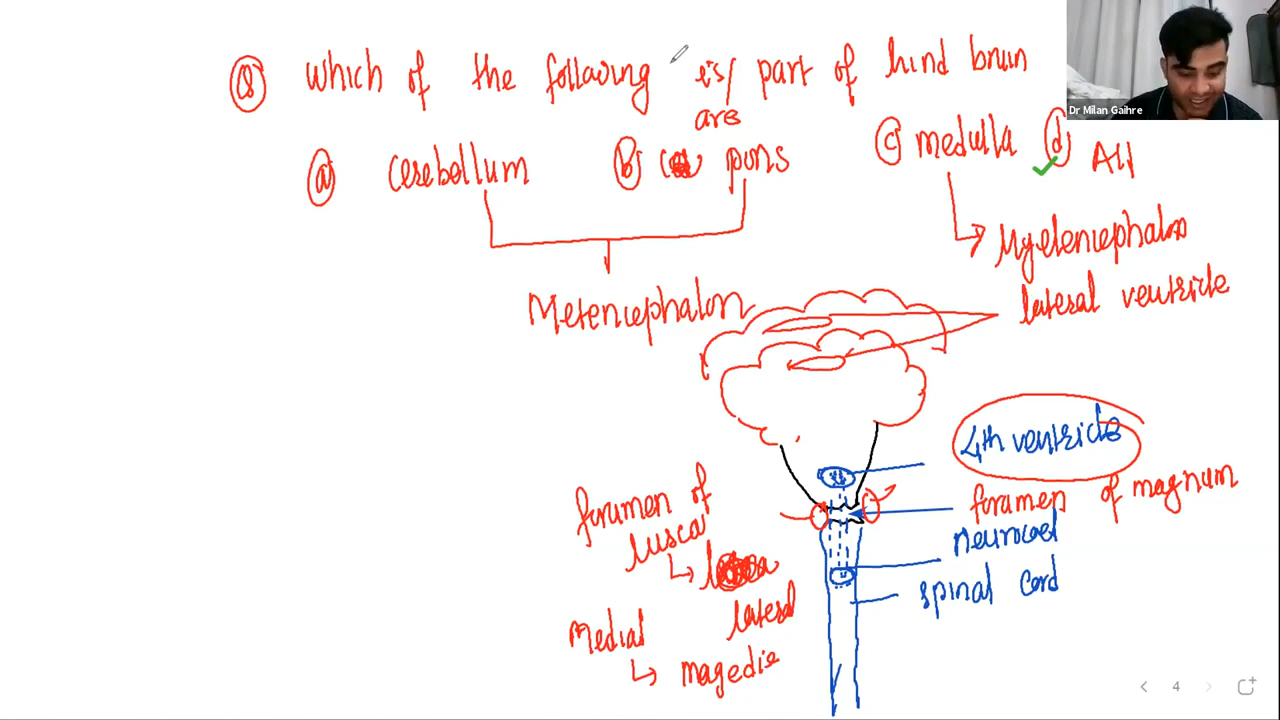 Q Which of the following is/ part of hind brain
are
a cerebellum b pons c medulla d All
Myelencephalon
Metencephalon
lateral ventricle
4th ventricle
foramen of magnum
foramen of
lusca
neurocoel
lateral
spinal cord
Medial
magedie
Dr Milan Gaihre
4